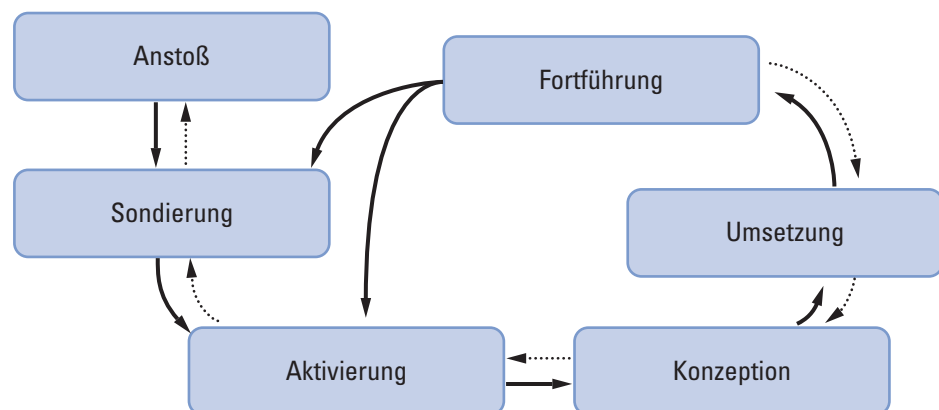 Anstoß
Fortführung
Sondierung
Umsetzung
Aktivierung
Konzeption